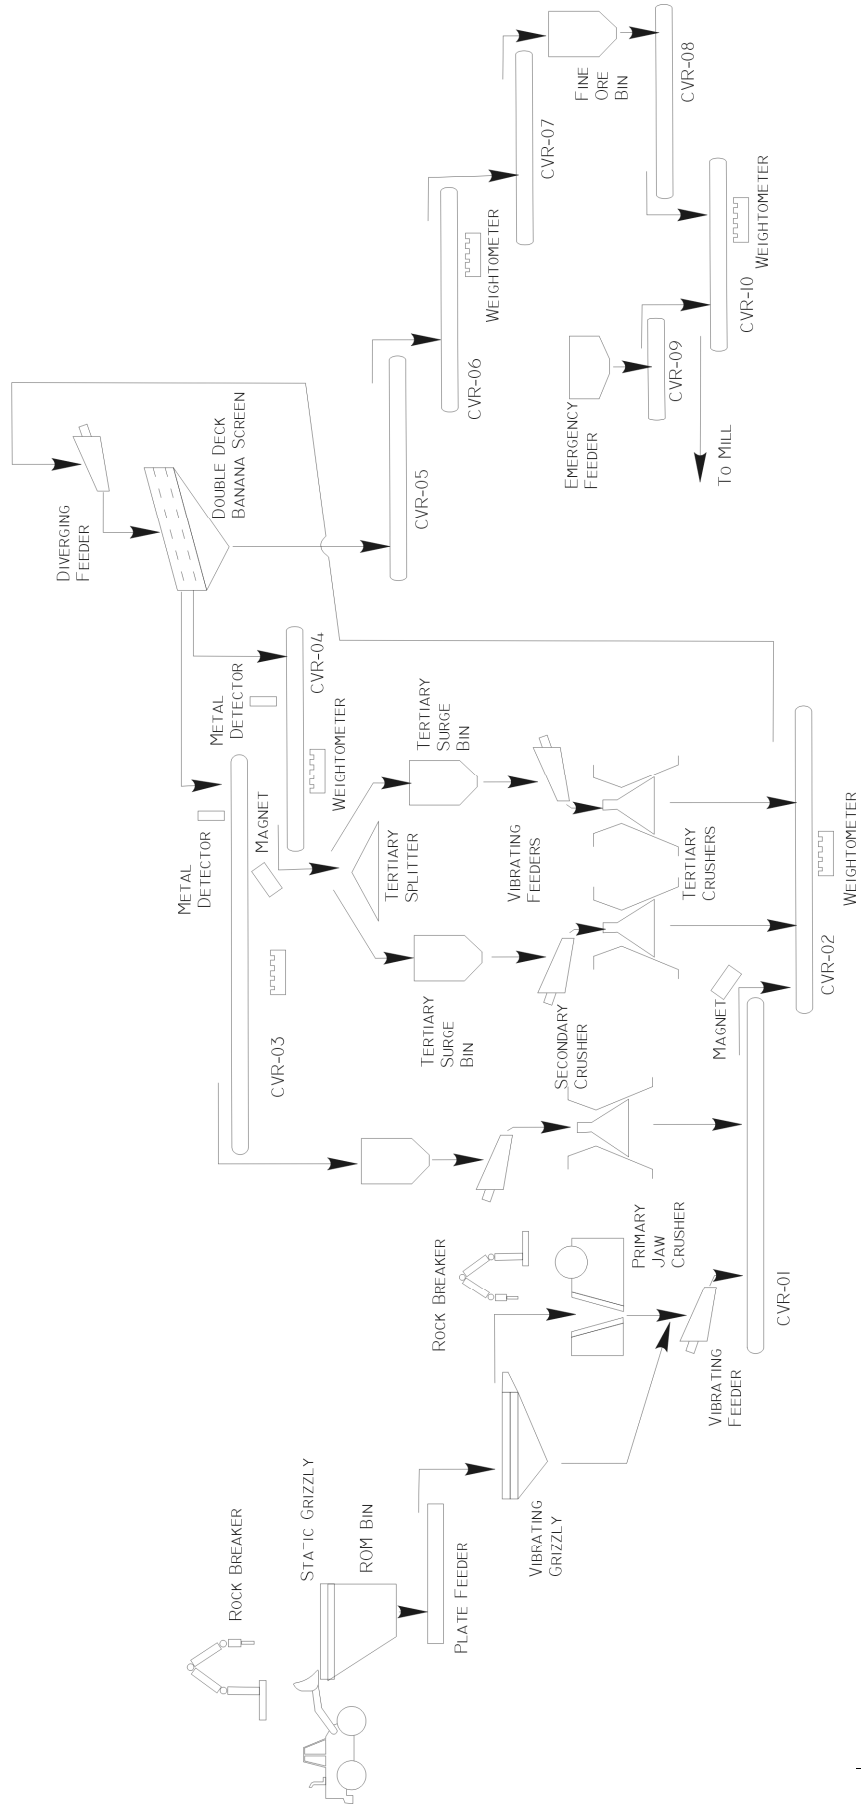 ROCK BREAKER
STATIC GRIZZLY
ROM BIN
PLATE FEEDER
VIBRATING
GRIZZLY
ROCK BREAKER
PRIMARY
JAW
CRUSHER
VIBRATING
FEEDER
CVR-01
SECONDARY
CRUSHER
MAGNET
CVR-02
WEIGHTOMETER
CVR-03
METAL
DETECTOR
MAGNET
METAL
DETECTOR
CVR-04
WEIGHTOMETER
TERTIARY
SPLITTER
TERTIARY
SURGE
BIN
TERTIARY
SURGE
BIN
VIBRATING
FEEDERS
TERTIARY
CRUSHERS
DIVERGING
FEEDER
DOUBLE DECK
BANANA SCREEN
CVR-05
CVR-06
WEIGHTOMETER
CVR-07
FINE
ORE
BIN
CVR-08
EMERGENCY
FEEDER
CVR-09
CVR-10
WEIGHTOMETER
TO MILL